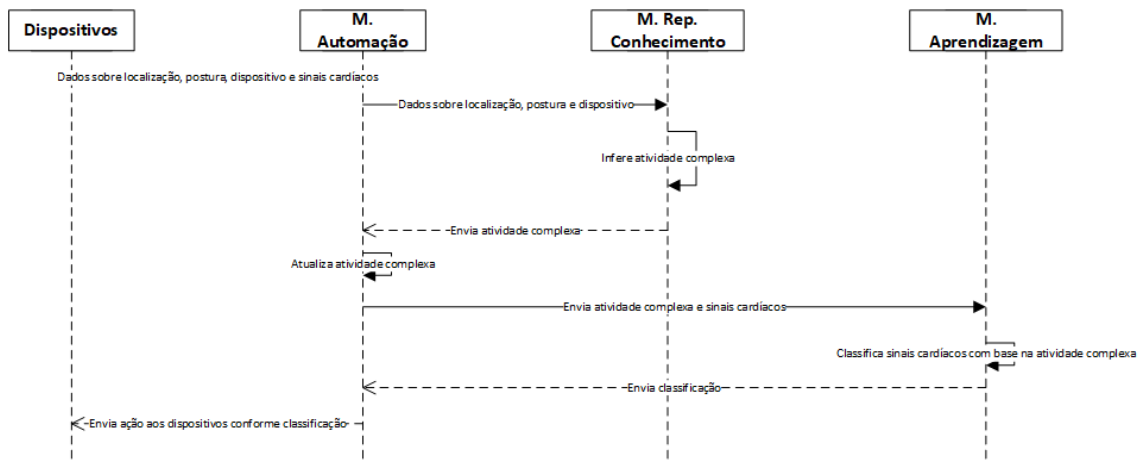 Dispositivos
M.
Automação
M. Rep.
Conhecimento
M.
Aprendizagem
Dados sobre localização, postura, dispositivo e sinais cardíacos
Dados sobre localização, postura e dispositivo
Infere atividade complexa
Envia atividade complexa
Atualiza atividade complexa
Envia atividade complexa e sinais cardíacos
Classifica sinais cardíacos com base na atividade complexa
Envia classificação
Envia ação aos dispositivos conforme classificação